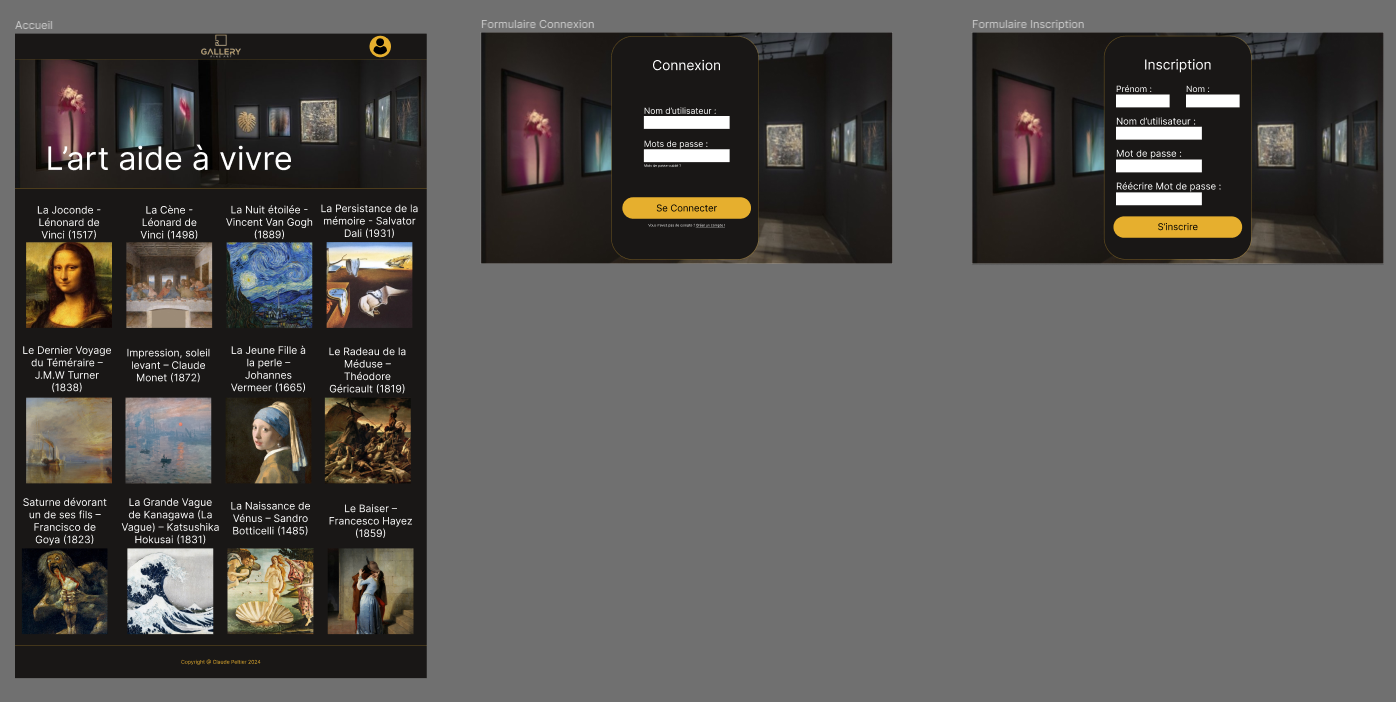 Accueil
GALLERY
FINE ART
L'art aide à vivre
La Joconde -
Lénonard de
Vinci (1517)
La Cène -
Léonard de
Vinci (1498)
La Nuit étoilée -
Vincent Van Gogh
(1889)
La Persistance de la
mémoire - Salvator
Dali (1931)
Le Dernier Voyage
du Téméraire –
J.M.W Turner
(1838)
Impression, soleil
levant – Claude
Monet (1872)
La Jeune Fille à
la perle –
Johannes
Vermeer (1665)
Le Radeau de la
Méduse –
Théodore
Géricault (1819)
Saturne dévorant
un de ses fils –
Francisco de
Goya (1823)
La Grande Vague
de Kanagawa (La
Vague) – Katsushika
Hokusai (1831)
La Naissance de
Vénus – Sandro
Botticelli (1485)
Le Baiser –
Francesco Hayez
(1859)
Copyright @ Claude Peltier 2024
Formulaire Connexion
Connexion
Nom d'utilisateur :
Mots de passe :
Mots de passe oublié ?
Se Connecter
Vous n'avez pas de compte ? Créer un compte !
Formulaire Inscription
Inscription
Prénom :
Nom :
Nom d'utilisateur :
Mot de passe :
Réécrire Mot de passe :
S'inscrire